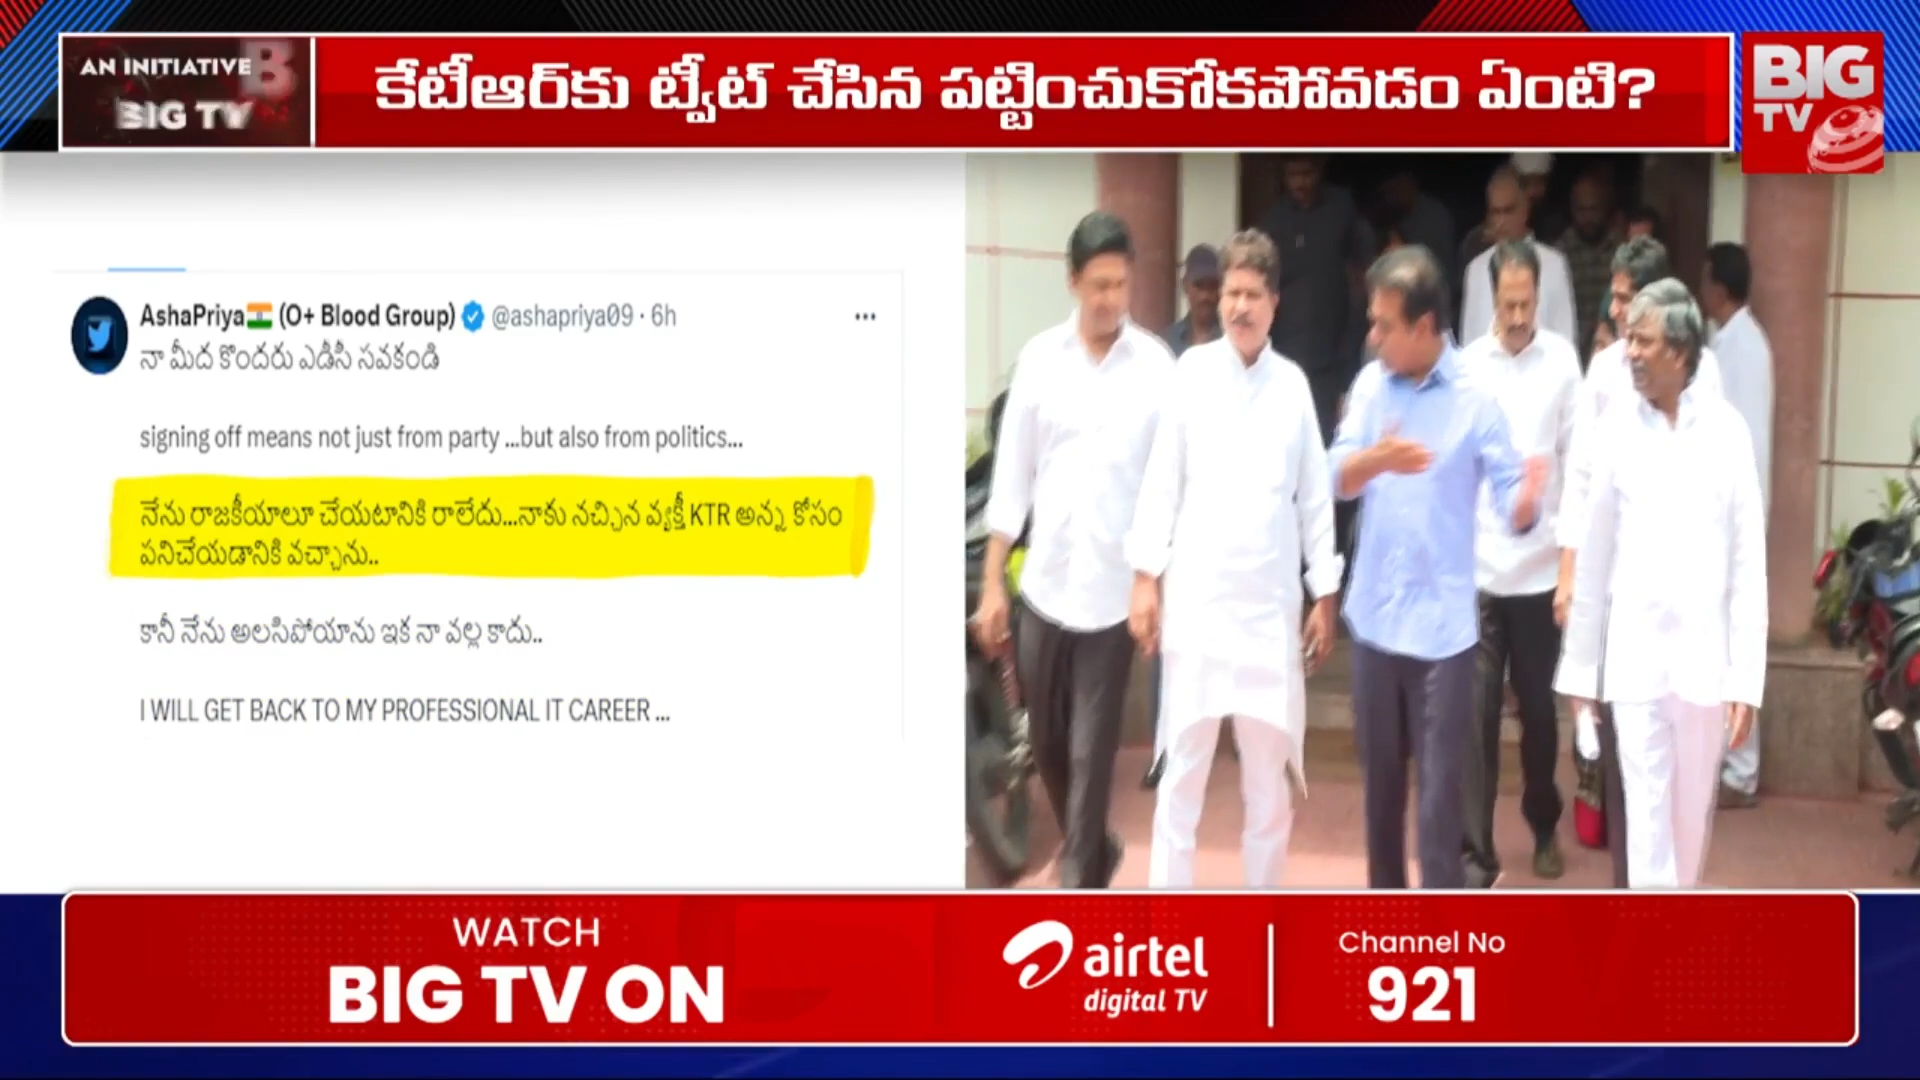 AN INITIATIVE
BIG TV
కేటీఆర్‌కు ట్వీట్ చేసిన పట్టించుకోకపోవడం ఏంటి?
BIG
TV
AshaPriya🇮🇳 (O+ Blood Group) @ashapriya09 · 6h ...
నా మీద కొందరు ఎడిసి సవకండి
signing off means not just from party ...but also from politics...
నేను రాజకీయాలూ చేయటానికి రాలేదు...నాకు నచ్చిన వ్యక్తి KTR అన్న కోసం
పనిచేయడానికి వచ్చాను..
కానీ నేను అలసిపోయాను ఇక నా వల్ల కాదు..
I WILL GET BACK TO MY PROFESSIONAL IT CAREER ...
WATCH
BIG TV ON
airtel
digital TV
Channel No
921